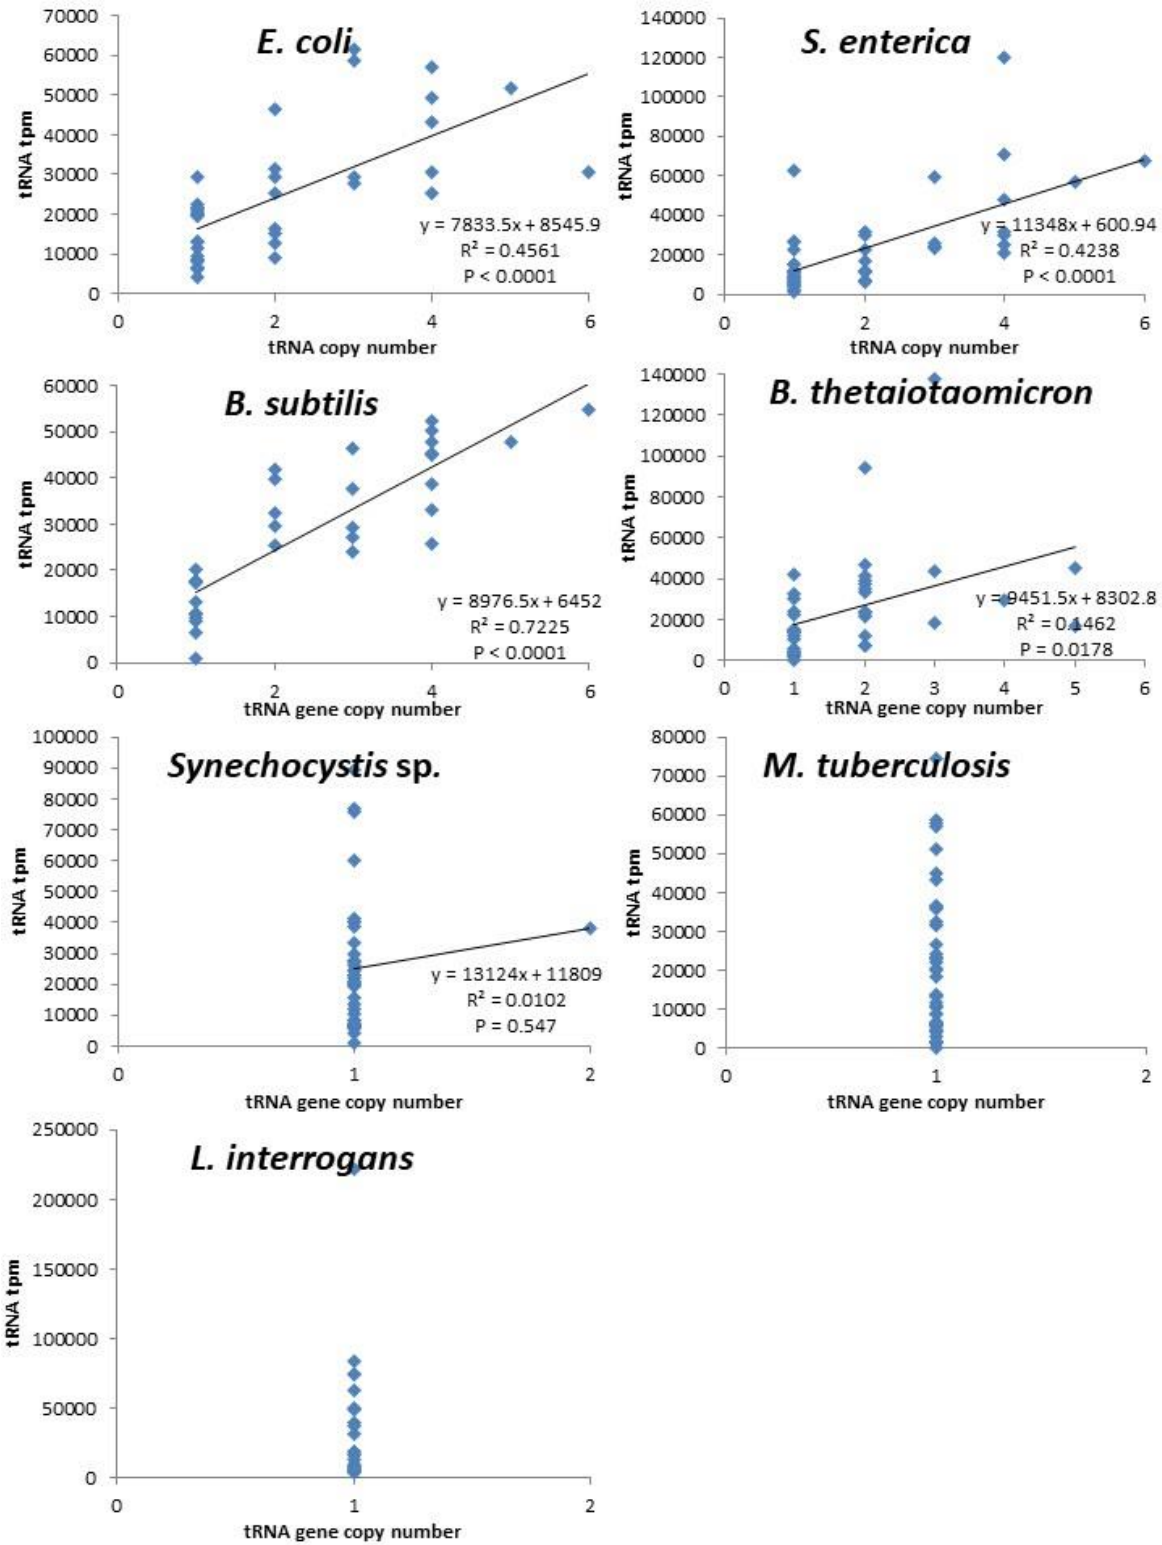 E. coli
70000
60000
50000
40000
30000
20000
10000
0
tRNA tpm
y = 7833.5x + 8545.9
R² = 0.4561
P < 0.0001
0 2 4 6
tRNA copy number
S. enterica
140000
120000
100000
80000
60000
40000
20000
0
tRNA tpm
y = 11348x + 600.94
R² = 0.4238
P < 0.0001
0 1 2 3 4 5 6
tRNA copy number
B. subtilis
60000
50000
40000
30000
20000
10000
0
tRNA tpm
y = 8976.5x + 6452
R² = 0.7225
P < 0.0001
0 2 4 6
tRNA gene copy number
B. thetaiotaomicron
140000
120000
100000
80000
60000
40000
20000
0
tRNA tpm
y = 9451.5x + 8302.8
R² = 0.1462
P = 0.0178
0 1 2 3 4 5 6
tRNA gene copy number
Synechocystis sp.
100000
90000
80000
70000
60000
50000
40000
30000
20000
10000
0
tRNA tpm
y = 13124x + 11809
R² = 0.0102
P = 0.547
0 1 2
tRNA gene copy number
M. tuberculosis
80000
70000
60000
50000
40000
30000
20000
10000
0
tRNA tpm
0 1 2
tRNA gene copy number
L. interrogans
250000
200000
150000
100000
50000
0
tRNA tpm
0 1 2
tRNA gene copy number